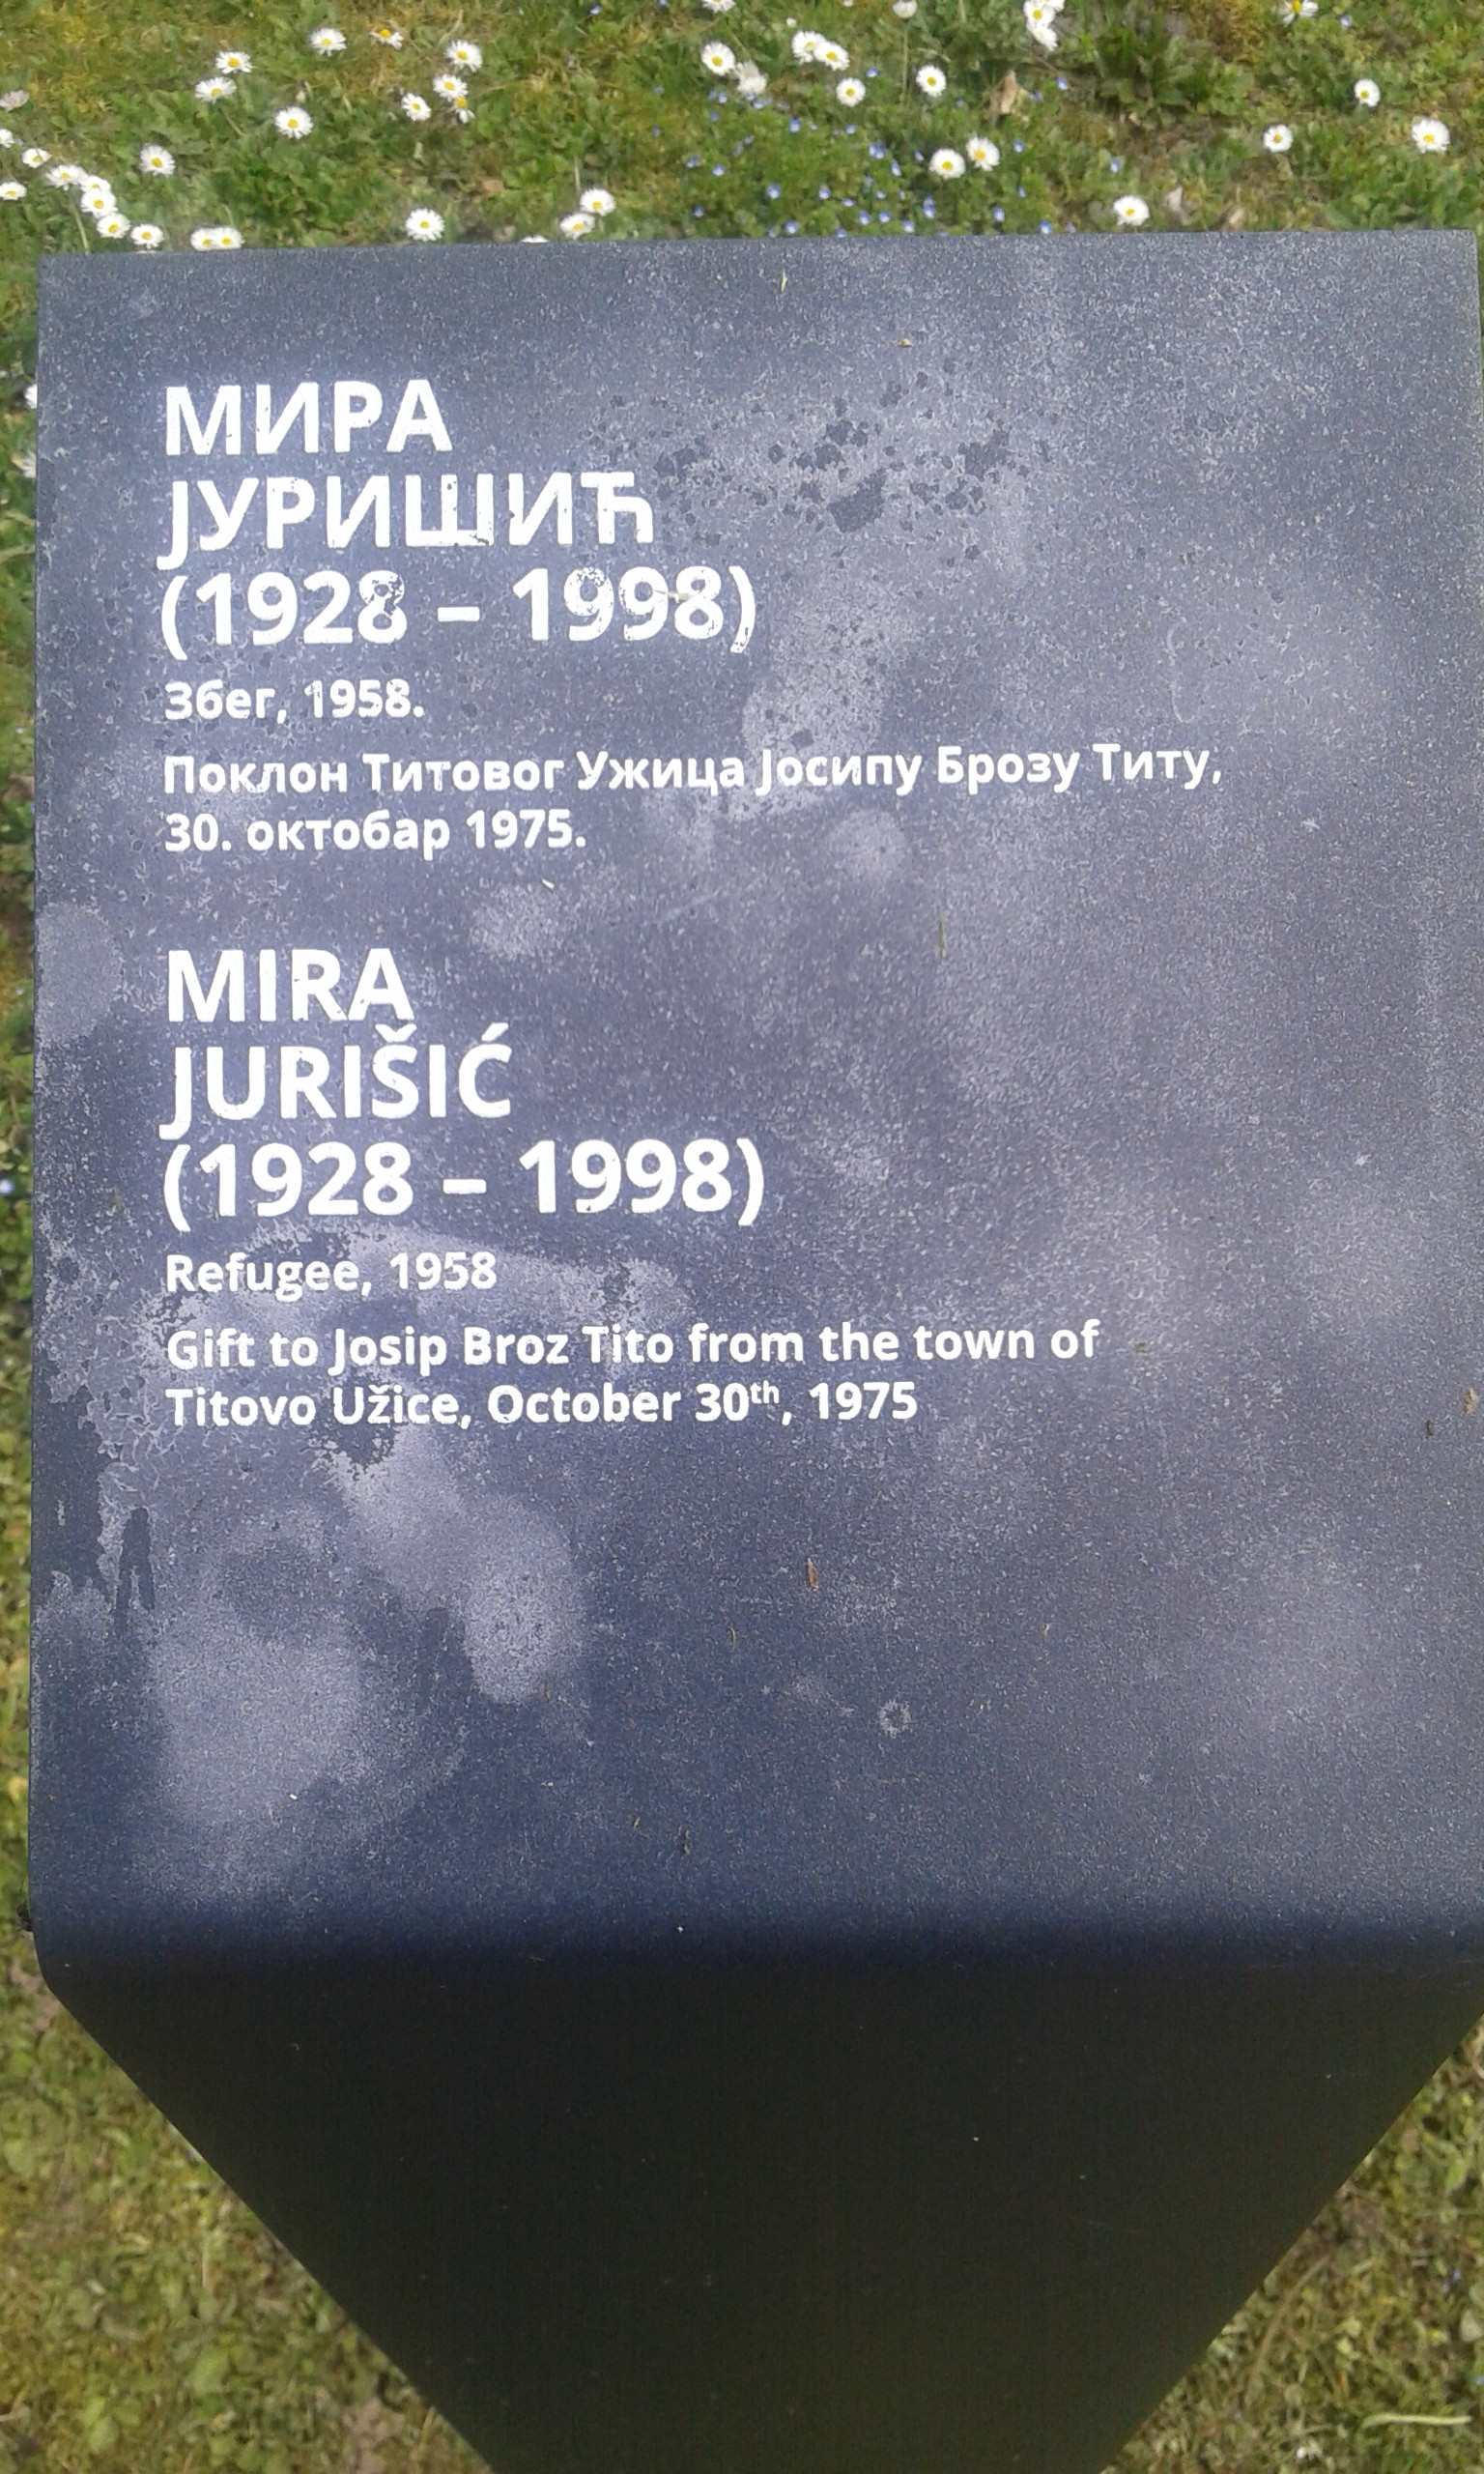 МИРА
ЈУРИШИЋ
(1928 – 1998)
Збег, 1958.
Поклон Титовог Ужица Јосипу Брозу Титу,
30. октобар 1975.
MIRA
JURIŠIĆ
(1928 – 1998)
Refugee, 1958
Gift to Josip Broz Tito from the town of
Titovo Užice, October 30th, 1975